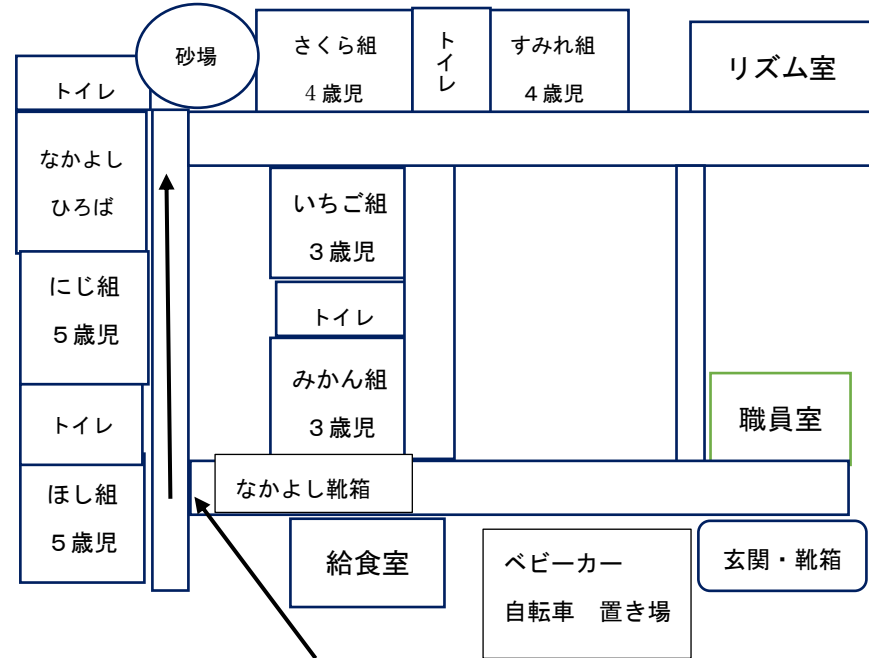 砂場
さくら組
４歳児
トイレ
すみれ組
４歳児
リズム室
トイレ
なかよし
ひろば
いちご組
３歳児
にじ組
５歳児
トイレ
みかん組
３歳児
トイレ
職員室
ほし組
５歳児
なかよし靴箱
給食室
ベビーカー
自転車　置き場
玄関・靴箱